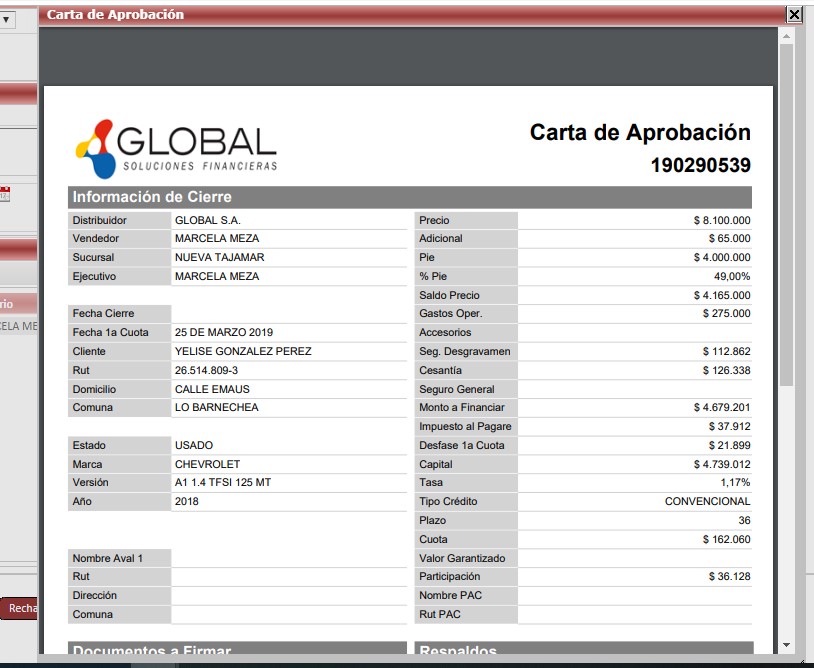 Carta de Aprobación
GLOBAL
SOLUCIONES FINANCIERAS
Carta de Aprobación
190290539
Información de Cierre
Distribuidor GLOBAL S.A.
Vendedor MARCELA MEZA
Sucursal NUEVA TAJAMAR
Ejecutivo MARCELA MEZA
Fecha Cierre
Fecha 1a Cuota 25 DE MARZO 2019
Cliente YELISE GONZALEZ PEREZ
Rut 26.514.809-3
Domicilio CALLE EMAUS
Comuna LO BARNECHEA
Estado USADO
Marca CHEVROLET
Versión A1 1.4 TFSI 125 MT
Año 2018
Nombre Aval 1
Rut
Dirección
Comuna
Precio $ 8.100.000
Adicional $ 65.000
Pie $ 4.000.000
% Pie 49,00%
Saldo Precio $ 4.165.000
Gastos Oper. $ 275.000
Accesorios
Seg. Desgravamen $ 112.862
Cesantía $ 126.338
Seguro General
Monto a Financiar $ 4.679.201
Impuesto al Pagare $ 37.912
Desfase 1a Cuota $ 21.899
Capital $ 4.739.012
Tasa 1,17%
Tipo Crédito CONVENCIONAL
Plazo 36
Cuota $ 162.060
Valor Garantizado
Participación $ 36.128
Nombre PAC
Rut PAC
Documentos a Firmar
Respaldos
rio
CELA ME
Recha